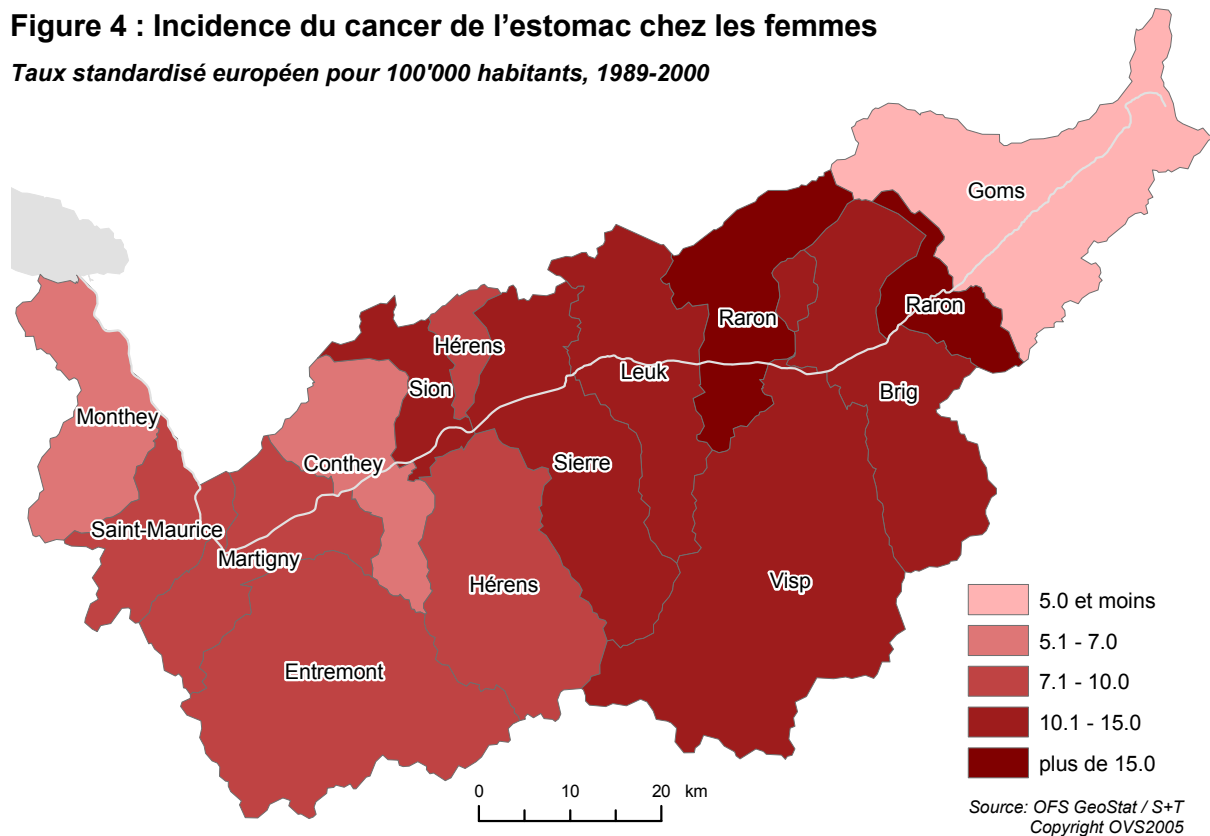 Figure 4 : Incidence du cancer de l'estomac chez les femmes
Taux standardisé européen pour 100'000 habitants, 1989-2000
Goms
Raron
Raron
Hérens
Leuk
Sion
Brig
Monthey
Conthey
Sierre
Saint-Maurice
Martigny
Hérens
Visp
Entremont
5.0 et moins
5.1 - 7.0
7.1 - 10.0
10.1 - 15.0
plus de 15.0
0 10 20 km
Source: OFS GeoStat / S+T
Copyright OVS2005